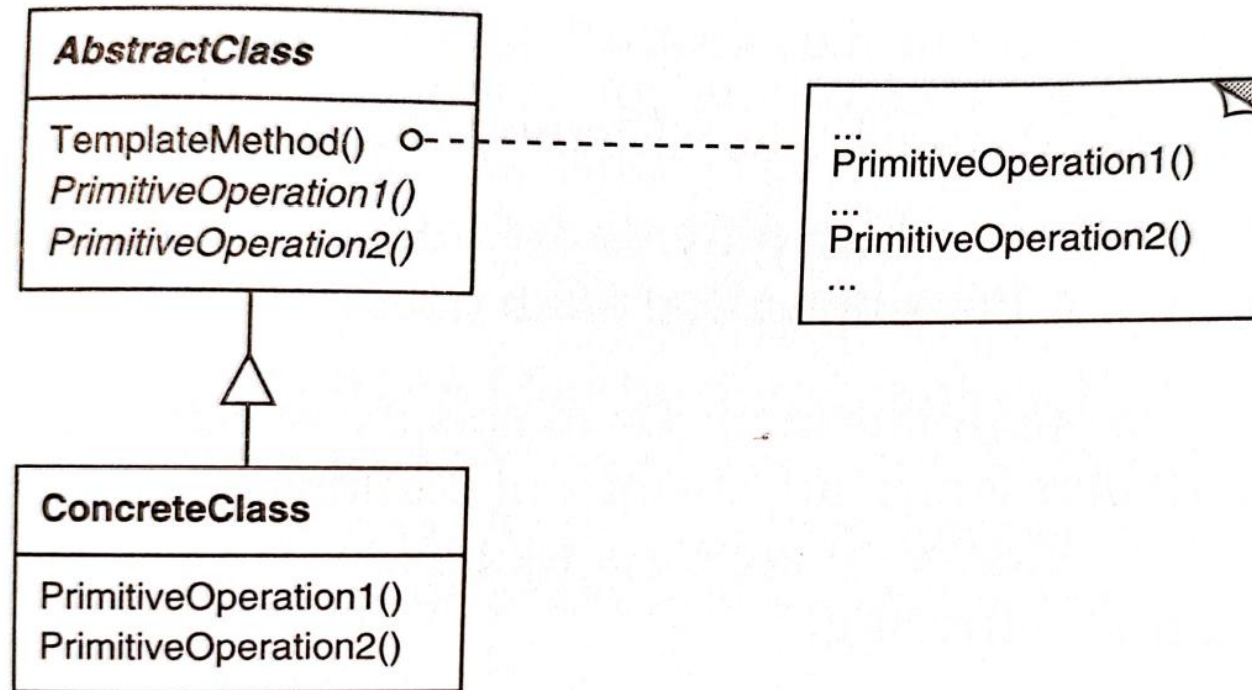 AbstractClass
TemplateMethod()
PrimitiveOperation1()
PrimitiveOperation2()
...
PrimitiveOperation1()
...
PrimitiveOperation2()
...
ConcreteClass
PrimitiveOperation1()
PrimitiveOperation2()